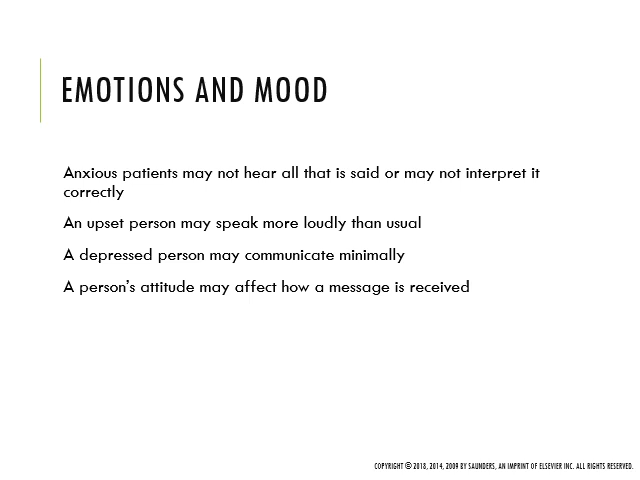 EMOTIONS AND MOOD
Anxious patients may not hear all that is said or may not interpret it
correctly
An upset person may speak more loudly than usual
A depressed person may communicate minimally
A person's attitude may affect how a message is received
COPYRIGHT © 2018, 2014, 2009 BY SAUNDERS, AN IMPRINT OF ELSEVIER INC. ALL RIGHTS RESERVED.